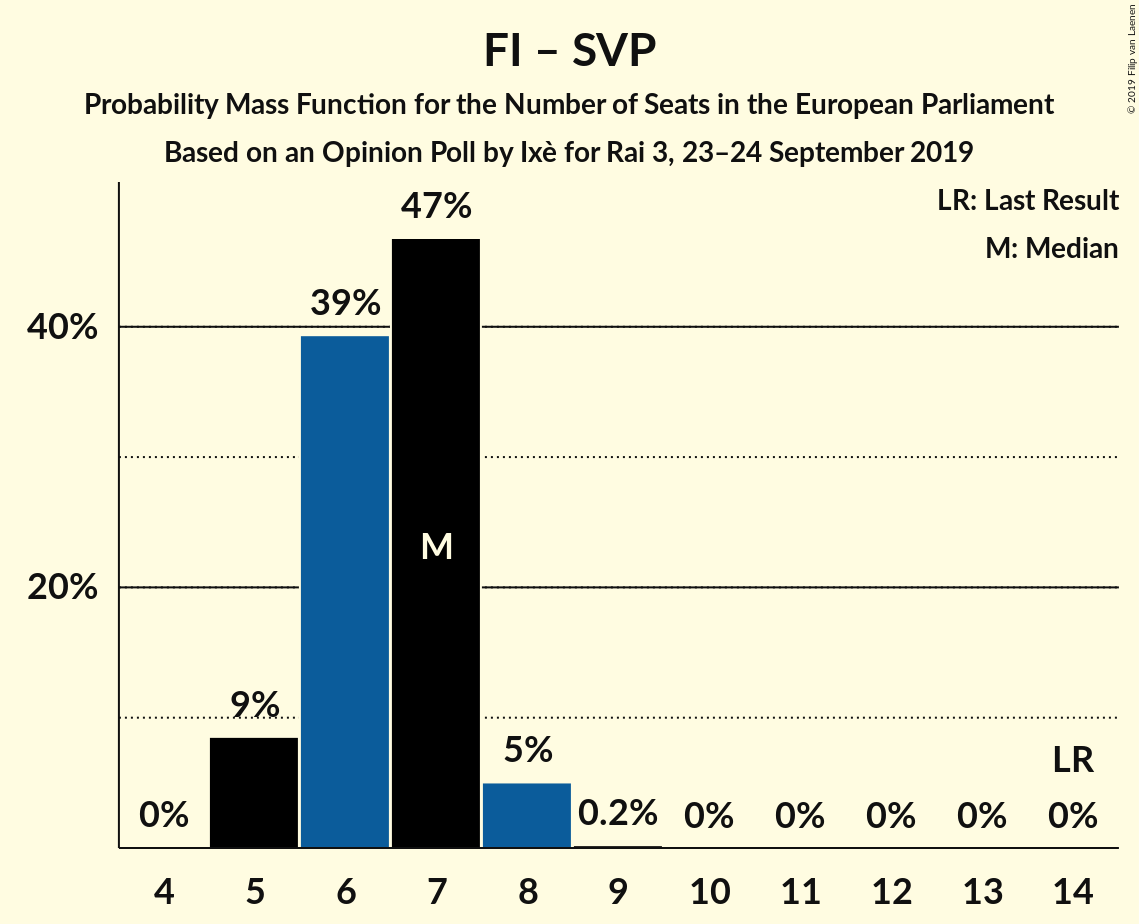 FI – SVP
Probability Mass Function for the Number of Seats in the European Parliament
Based on an Opinion Poll by Ixè for Rai 3, 23–24 September 2019
© 2019 Filip van Laenen
LR: Last Result
M: Median
40%
20%
0%
9%
39%
47%
M
5%
0.2%
0%
0%
0%
0%
LR
0%
4 5 6 7 8 9 10 11 12 13 14